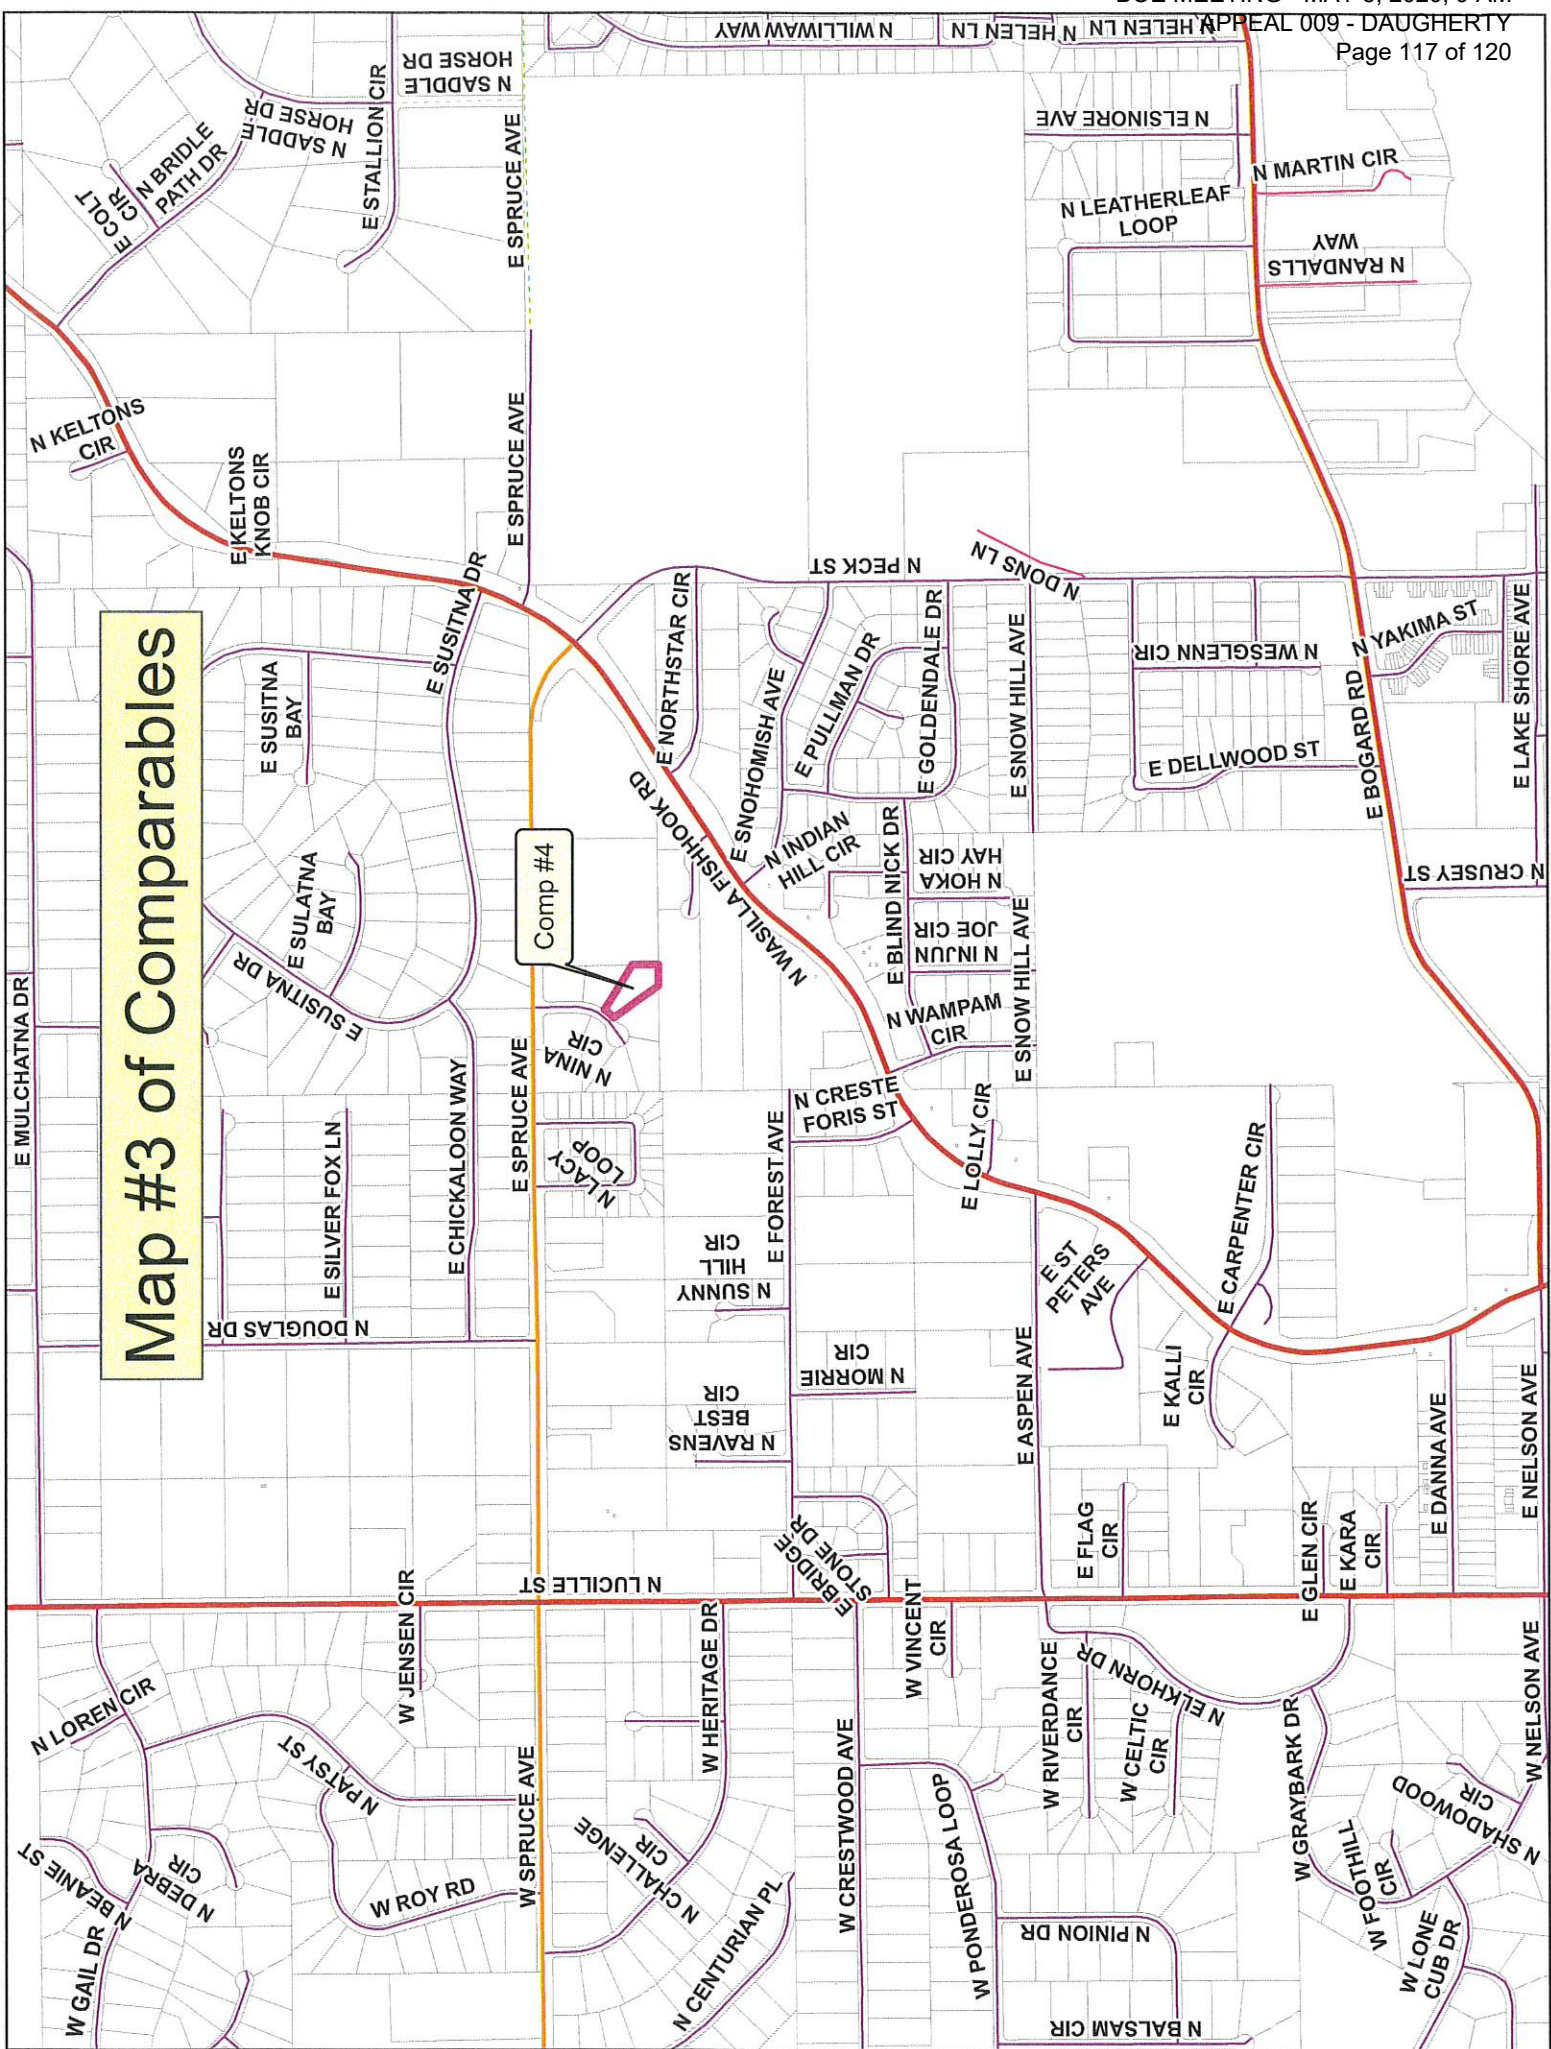 BOE MEETING - MAY 6, 2020, 9 AM
APPEAL 009 - DAUGHERTY
Page 117 of 120
Map #3 of Comparables
Comp #4
E MULCHATNA DR
N KELTONS
CIR
E KELTONS
KNOB CIR
E COLT
CIR
N BRIDLE
PATH DR
N SADDLE
HORSE DR
E STALLION CIR
N SADDLE
HORSE DR
E SPRUCE AVE
E SPRUCE AVE
E SUSITNA DR
E SUSITNA
BAY
E SULATNA
BAY
E SUSITNA DR
E SILVER FOX LN
E CHICKALOON WAY
N DOUGLAS DR
E SPRUCE AVE
N NINA
CIR
N LACY
LOOP
N LUCILLE ST
W JENSEN CIR
N LOREN CIR
N PATSY ST
N BEANIE ST
N DEBRA
CIR
W GAIL DR
W ROY RD
W SPRUCE AVE
N WILLIWAW WAY
N HELEN LN
N HELEN LN
N HELEN LN
N ELSINORE AVE
N LEATHERLEAF
LOOP
N MARTIN CIR
N RANDALLS
WAY
N PECK ST
N DONS LN
E NORTHSTAR CIR
N WASILLA FISHHOOK RD
E SNOHOMISH AVE
E PULLMAN DR
E GOLDENDALE DR
E SNOW HILL AVE
N INDIAN
HILL CIR
E BLIND NICK DR
N HOKA
HAY CIR
N INJUN
JOE CIR
N WAMPAM
CIR
E SNOW HILL AVE
N WESGLENN CIR
E DELLWOOD ST
N YAKIMA ST
E BOGARD RD
E LAKE SHORE AVE
N CRUSEY ST
N CRESTE
FORIS ST
E FOREST AVE
E LOLLY CIR
N SUNNY
HILL
CIR
N MORRIE
CIR
N RAVENS
BEST
CIR
E ASPEN AVE
E ST
PETERS
AVE
E CARPENTER CIR
E KALLI
CIR
E BRIDGE
STONE DR
E FLAG
CIR
E GLEN CIR
E KARA
CIR
E DANNA AVE
E NELSON AVE
W HERITAGE DR
N CHALLENGE
CIR
N CENTURIAN PL
W CRESTWOOD AVE
W VINCENT
CIR
W PONDEROSA LOOP
N PINION DR
N BALSAM CIR
W RIVERDANCE
CIR
W CELTIC
CIR
N ELKHORN DR
W GRAYBARK DR
W FOOTHILL
CIR
W LONE
CUB DR
N SHADOWOOD
CIR
W NELSON AVE